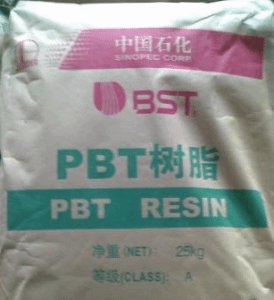 中国石化
SINOPEC CORP.
BST®
PBT树脂
PBT RESIN
净重(NET): 25kg
等级(CLASS): A